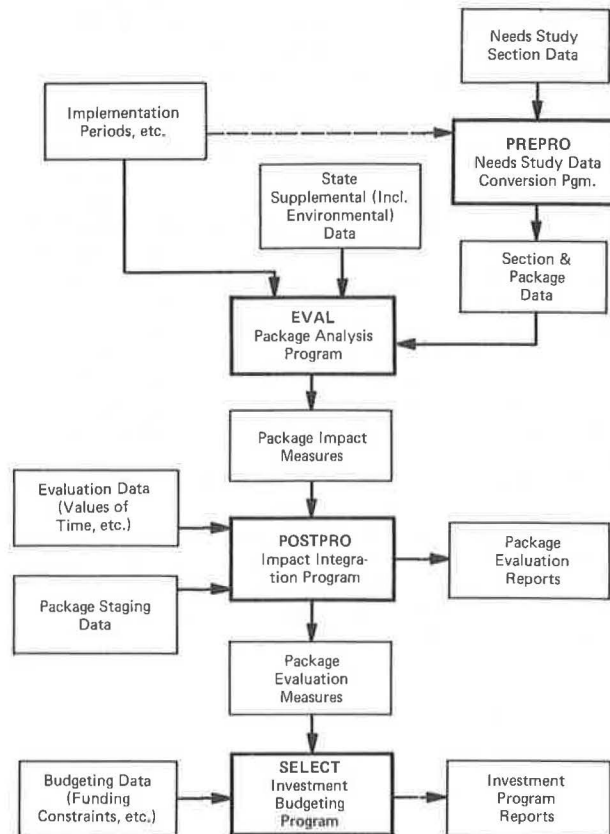 Needs Study
Section Data
Implementation
Periods, etc.
PREPRO
Needs Study Data
Conversion Pgm.
State
Supplemental (Incl.
Environmental)
Data
Section &
Package
Data
EVAL
Package Analysis
Program
Package Impact
Measures
Evaluation Data
(Values of
Time, etc.)
POSTPRO
Impact Integra-
tion Program
Package
Evaluation
Reports
Package Staging
Data
Package
Evaluation
Measures
Budgeting Data
(Funding
Constraints, etc.)
SELECT
Investment
Budgeting
Program
Investment
Program
Reports